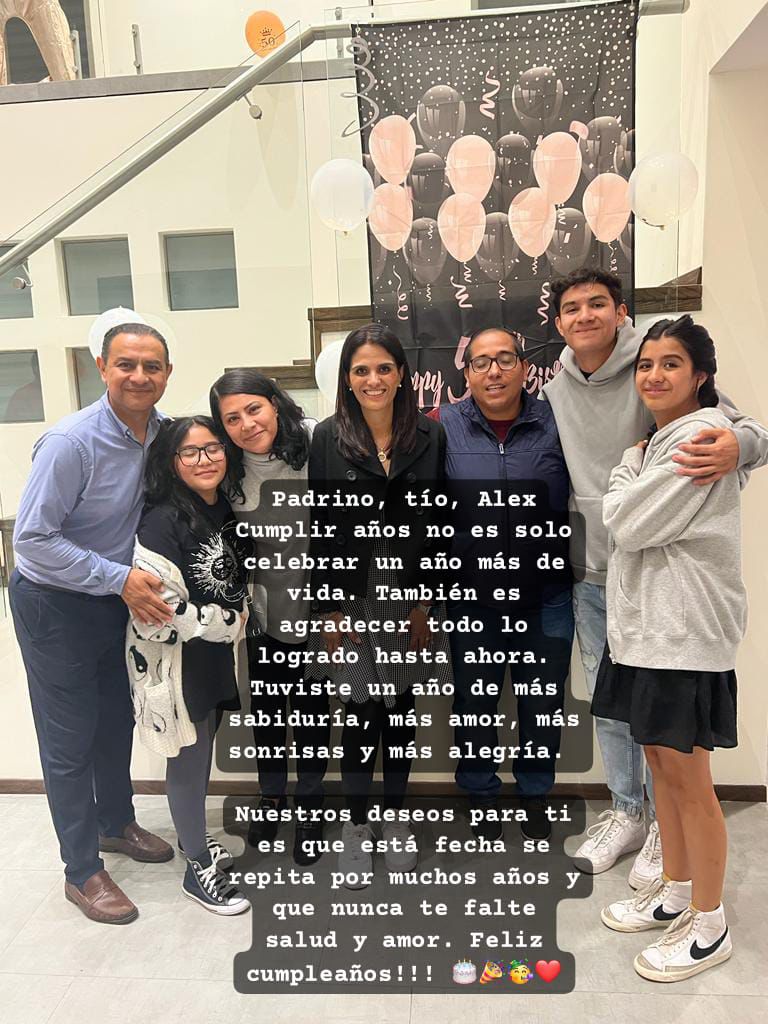 50
Padrino, tío, Alex
Cumplir años no es solo
celebrar un año más de
vida. También es
agradecer todo lo
logrado hasta ahora.
Tuviste un año de más
sabiduría, más amor, más
sonrisas y más alegría.
Nuestros deseos para ti
es que está fecha se
repita por muchos años y
que nunca te falte
salud y amor. Feliz
cumpleaños!!! 🎂🎉🥳❤️